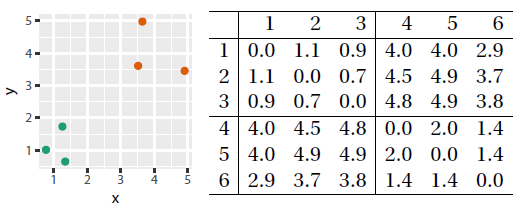 5
4
3
2
1
y
1 2 3 4 5
x
1 2 3 4 5 6
1 0.0 1.1 0.9 4.0 4.0 2.9
2 1.1 0.0 0.7 4.5 4.9 3.7
3 0.9 0.7 0.0 4.8 4.9 3.8
4 4.0 4.5 4.8 0.0 2.0 1.4
5 4.0 4.9 4.9 2.0 0.0 1.4
6 2.9 3.7 3.8 1.4 1.4 0.0